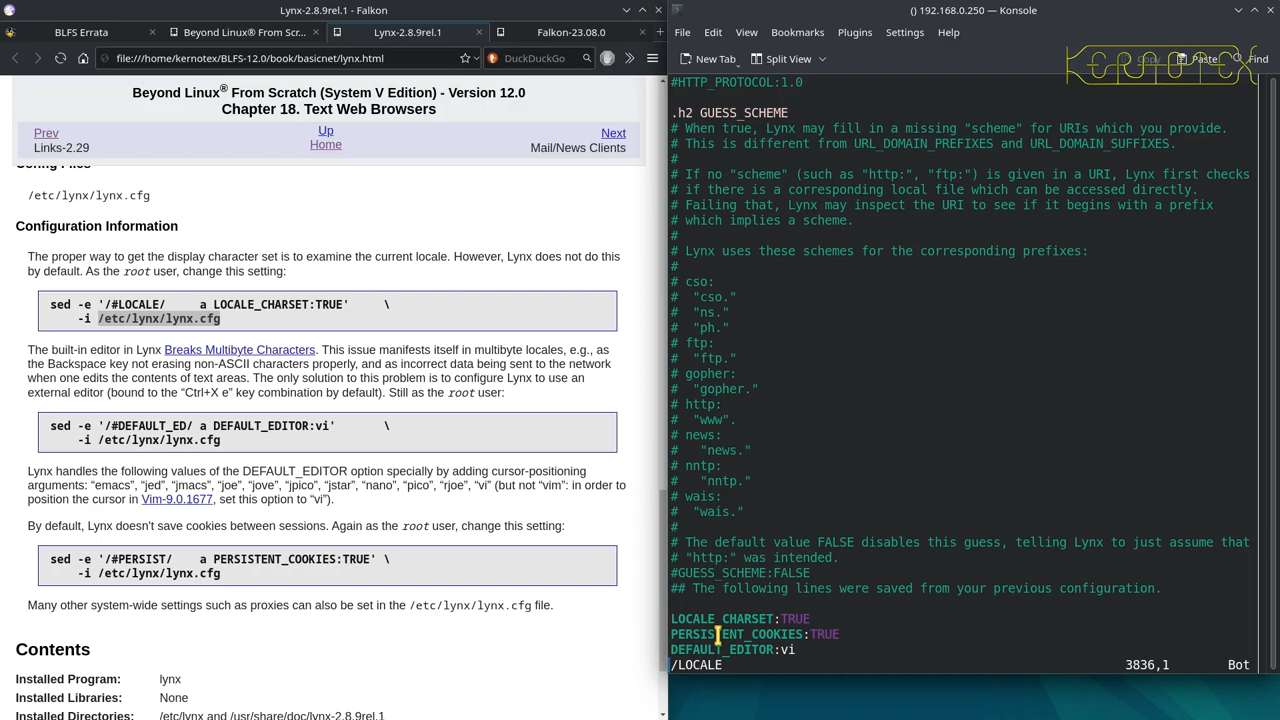 Lynx-2.8.9rel.1 - Falkon
BLFS Errata
Beyond Linux® From Scr...
Lynx-2.8.9rel.1
Falkon-23.08.0
file:///home/kernotex/BLFS-12.0/book/basicnet/lynx.html
DuckDuckGo
Beyond Linux® From Scratch (System V Edition) - Version 12.0
Chapter 18. Text Web Browsers
Prev
Up
Next
Links-2.29
Home
Mail/News Clients
Config Files
/etc/lynx/lynx.cfg
Configuration Information
The proper way to get the display character set is to examine the current locale. However, Lynx does not do this
by default. As the root user, change this setting:
sed -e '/#LOCALE/     a LOCALE_CHARSET:TRUE'     \
-i /etc/lynx/lynx.cfg
The built-in editor in Lynx Breaks Multibyte Characters. This issue manifests itself in multibyte locales, e.g., as
the Backspace key not erasing non-ASCII characters properly, and as incorrect data being sent to the network
when one edits the contents of text areas. The only solution to this problem is to configure Lynx to use an
external editor (bound to the “Ctrl+X e” key combination by default). Still as the root user:
sed -e '/#DEFAULT_ED/ a DEFAULT_EDITOR:vi'       \
-i /etc/lynx/lynx.cfg
Lynx handles the following values of the DEFAULT_EDITOR option specially by adding cursor-positioning
arguments: “emacs”, “jed”, “jmacs”, “joe”, “jove”, “jpico”, “jstar”, “nano”, “pico”, “rjoe”, “vi” (but not “vim”: in order to
position the cursor in Vim-9.0.1677, set this option to “vi”).
By default, Lynx doesn't save cookies between sessions. Again as the root user, change this setting:
sed -e '/#PERSIST/    a PERSISTENT_COOKIES:TRUE' \
-i /etc/lynx/lynx.cfg
Many other system-wide settings such as proxies can also be set in the /etc/lynx/lynx.cfg file.
Contents
Installed Program: lynx
Installed Libraries: None
Installed Directories: /etc/lynx and /usr/share/doc/lynx-2.8.9rel.1
() 192.168.0.250 — Konsole
File Edit View Bookmarks Plugins Settings Help
New Tab
Split View
Copy
Paste
Find
KERNOTEX
#HTTP_PROTOCOL:1.0
.h2 GUESS_SCHEME
# When true, Lynx may fill in a missing "scheme" for URIs which you provide.
# This is different from URL_DOMAIN_PREFIXES and URL_DOMAIN_SUFFIXES.
#
# If no "scheme" (such as "http:", "ftp:") is given in a URI, Lynx first checks
# if there is a corresponding local file which can be accessed directly.
# Failing that, Lynx may inspect the URI to see if it begins with a prefix
# which implies a scheme.
#
# Lynx uses these schemes for the corresponding prefixes:
#
# cso:
#  "cso."
#  "ns."
#  "ph."
# ftp:
#  "ftp."
# gopher:
#  "gopher."
# http:
#  "www".
# news:
#  "news."
# nntp:
#  "nntp."
# wais:
#  "wais."
#
# The default value FALSE disables this guess, telling Lynx to just assume that
# "http:" was intended.
#GUESS_SCHEME:FALSE
## The following lines were saved from your previous configuration.
LOCALE_CHARSET:TRUE
PERSISTENT_COOKIES:TRUE
DEFAULT_EDITOR:vi
/LOCALE
3836,1
Bot